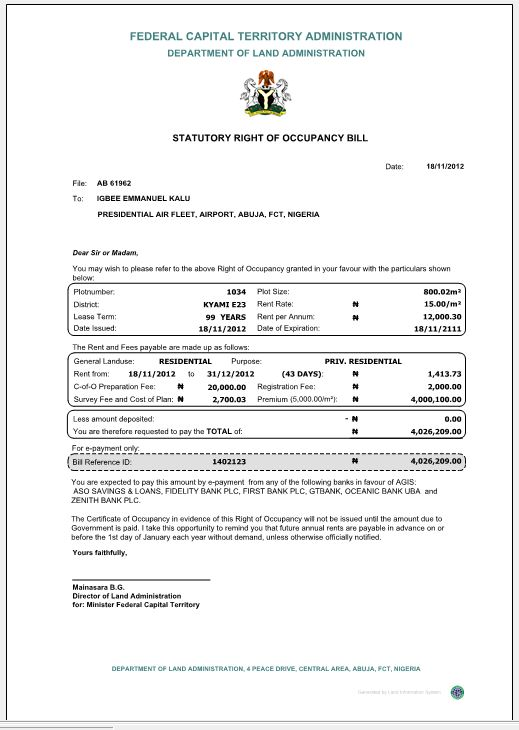 FEDERAL CAPITAL TERRITORY ADMINISTRATION
DEPARTMENT OF LAND ADMINISTRATION
STATUTORY RIGHT OF OCCUPANCY BILL
Date: 18/11/2012
File: AB 61962
To: IGBEE EMMANUEL KALU
PRESIDENTIAL AIR FLEET, AIRPORT, ABUJA, FCT, NIGERIA
Dear Sir or Madam,
You may wish to please refer to the above Right of Occupancy granted in your favour with the particulars shown
below:
Plotnumber: 1034 Plot Size: 800.02m²
District: KYAMI E23 Rent Rate: ₦ 15.00/m²
Lease Term: 99 YEARS Rent per Annum: ₦ 12,000.30
Date Issued: 18/11/2012 Date of Expiration: 18/11/2111
The Rent and Fees payable are made up as follows:
General Landuse: RESIDENTIAL Purpose: PRIV. RESIDENTIAL
Rent from: 18/11/2012 to 31/12/2012 (43 DAYS): ₦ 1,413.73
C-of-O Preparation Fee: ₦ 20,000.00 Registration Fee: ₦ 2,000.00
Survey Fee and Cost of Plan: ₦ 2,700.03 Premium (5,000.00/m²): ₦ 4,000,100.00
Less amount deposited: - ₦ 0.00
You are therefore requested to pay the TOTAL of: ₦ 4,026,209.00
For e-payment only:
Bill Reference ID: 1402123 ₦ 4,026,209.00
You are expected to pay this amount by e-payment from any of the following banks in favour of AGIS:
ASO SAVINGS & LOANS, FIDELITY BANK PLC, FIRST BANK PLC, GTBANK, OCEANIC BANK UBA and
ZENITH BANK PLC.
The Certificate of Occupancy in evidence of this Right of Occupancy will not be issued until the amount due to
Government is paid. I take this opportunity to remind you that future annual rents are payable in advance on or
before the 1st day of January each year without demand, unless otherwise officially notified.
Yours faithfully,
Mainasara B.G.
Director of Land Administration
for: Minister Federal Capital Territory
DEPARTMENT OF LAND ADMINISTRATION, 4 PEACE DRIVE, CENTRAL AREA, ABUJA, FCT, NIGERIA
Generated by Land Information System